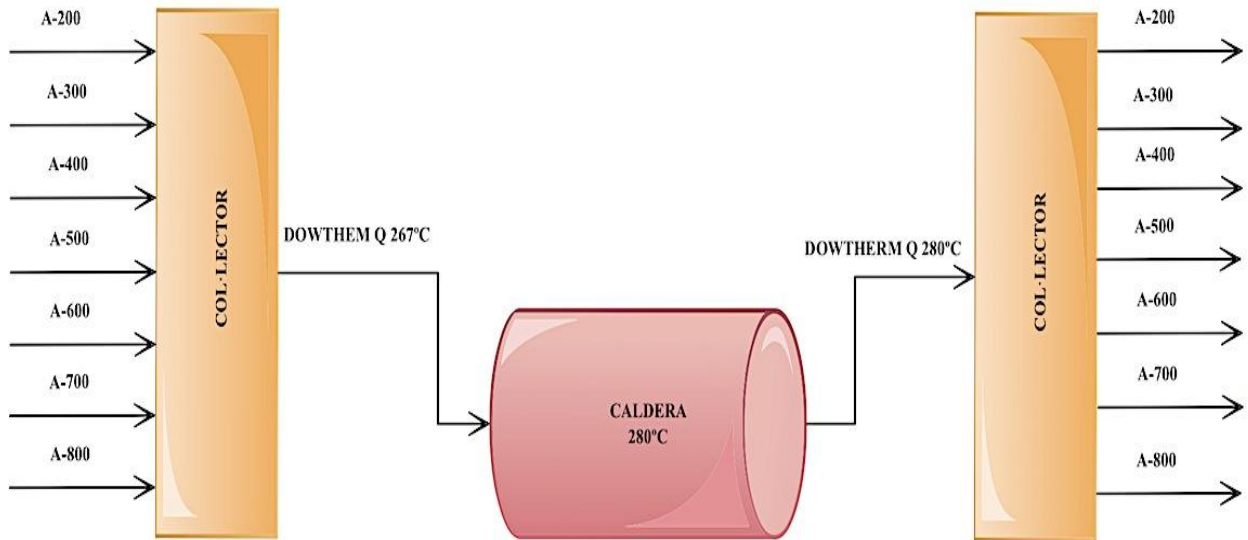 A-200
A-300
A-400
A-500
A-600
A-700
A-800
COL·LECTOR
DOWTHEM Q 267ºC
CALDERA
280ºC
DOWTHERM Q 280ºC
COL·LECTOR
A-200
A-300
A-400
A-500
A-600
A-700
A-800